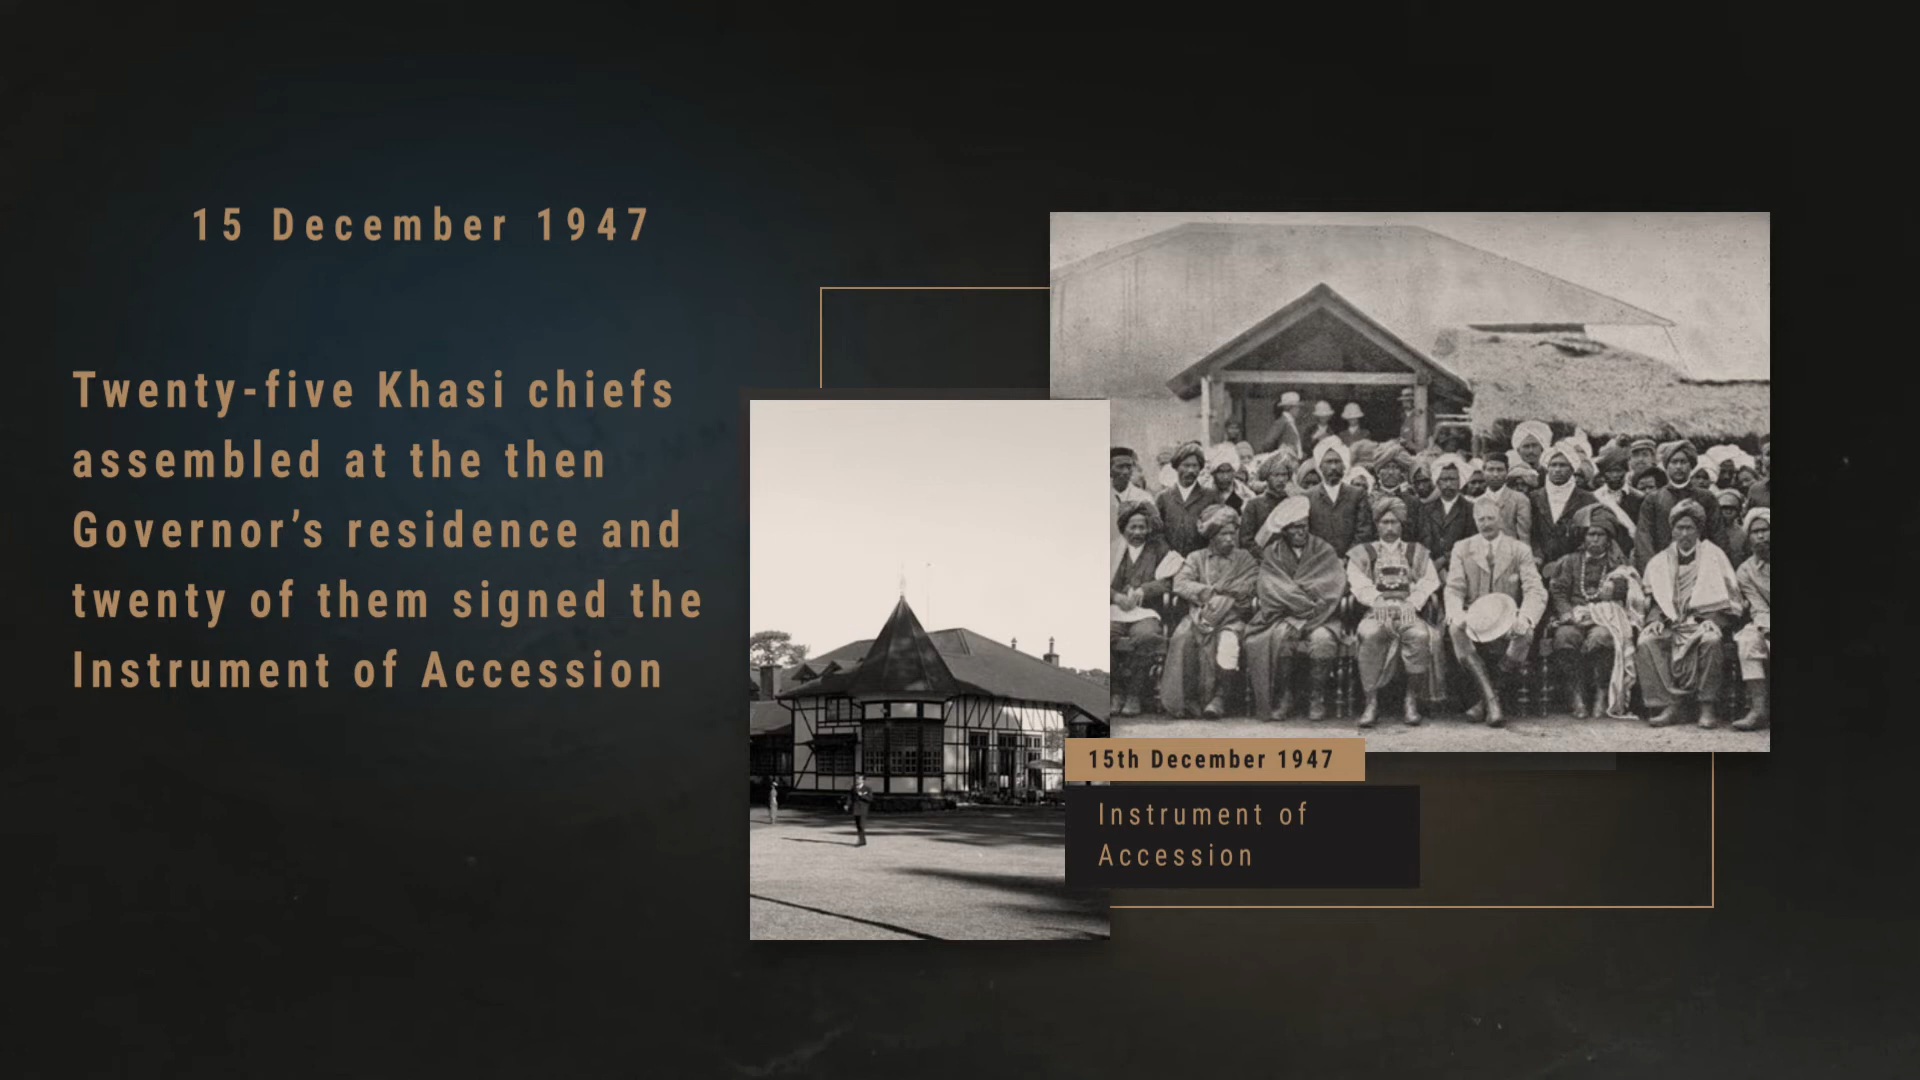 15 December 1947
Twenty-five Khasi chiefs
assembled at the then
Governor’s residence and
twenty of them signed the
Instrument of Accession
15th December 1947
Instrument of
Accession